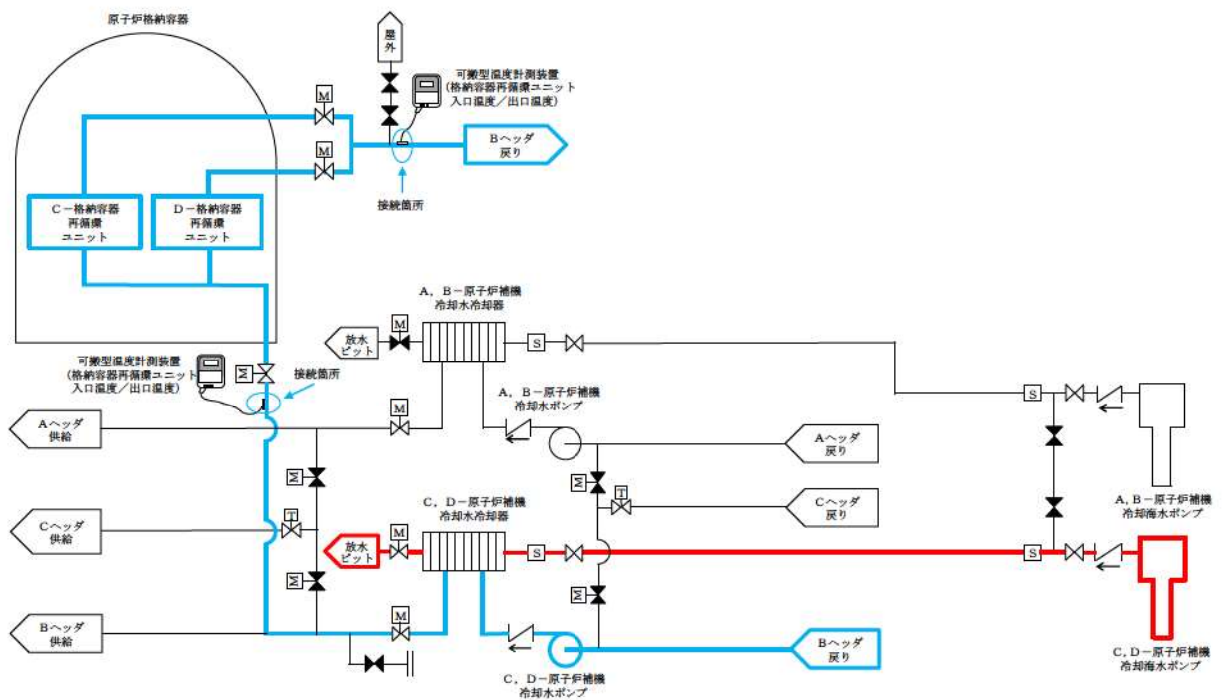 原子炉格納容器
屋外
可搬型温度計測装置
(格納容器再循環ユニット
入口温度/出口温度)
M
M
Bヘッダ
戻り
接続箇所
C-格納容器
再循環
ユニット
D-格納容器
再循環
ユニット
A,B-原子炉補機
冷却水冷却器
放水
ピット
M
S
可搬型温度計測装置
(格納容器再循環ユニット
入口温度/出口温度)
M
接続箇所
A,B-原子炉補機
冷却水ポンプ
S
Aヘッダ
供給
M
Aヘッダ
戻り
M
M
T
Cヘッダ
戻り
A,B-原子炉補機
冷却海水ポンプ
C,D-原子炉補機
冷却水冷却器
Cヘッダ
供給
T
放水
ピット
M
S
S
M
M
Bヘッダ
供給
M
Bヘッダ
戻り
C,D-原子炉補機
冷却水ポンプ
C,D-原子炉補機
冷却海水ポンプ